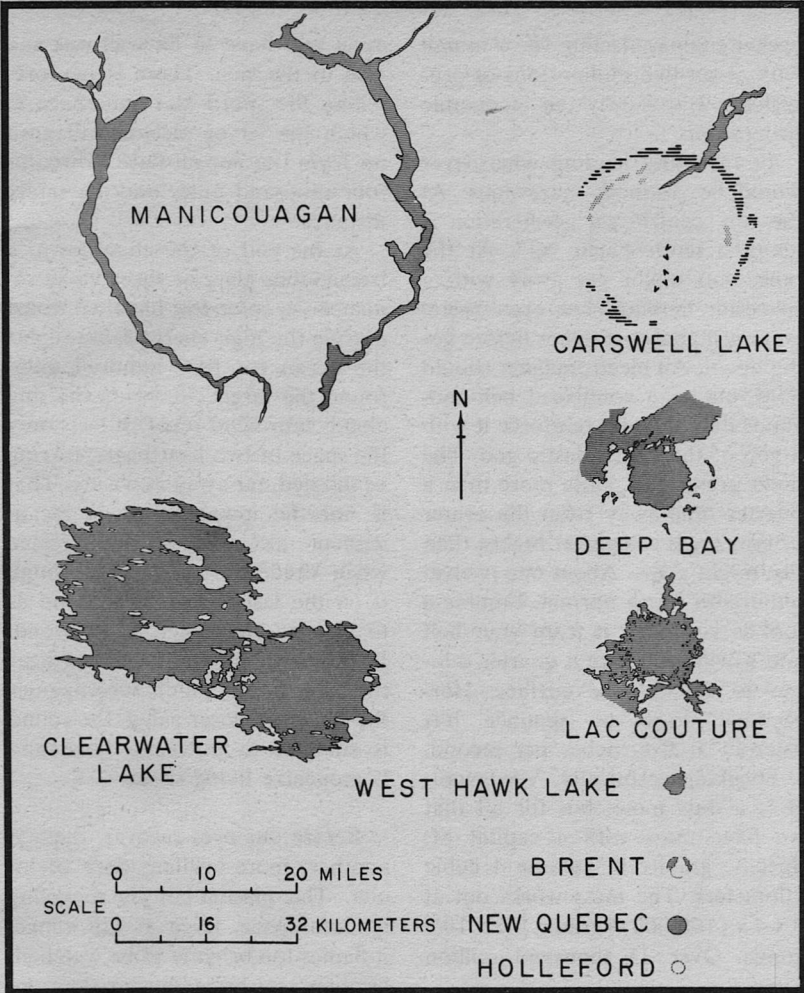 MANICOUAGAN
CARSWELL LAKE
N
DEEP BAY
CLEARWATER
LAKE
LAC COUTURE
WEST HAWK LAKE
BRENT
NEW QUEBEC
HOLLEFORD
SCALE
0 10 20 MILES
0 16 32 KILOMETERS